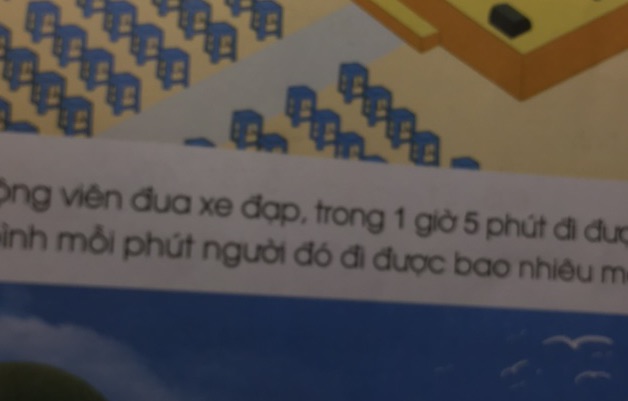 ộng viên đua xe đạp, trong 1 giờ 5 phút đi đượ
bình mỗi phút người đó đi được bao nhiêu m